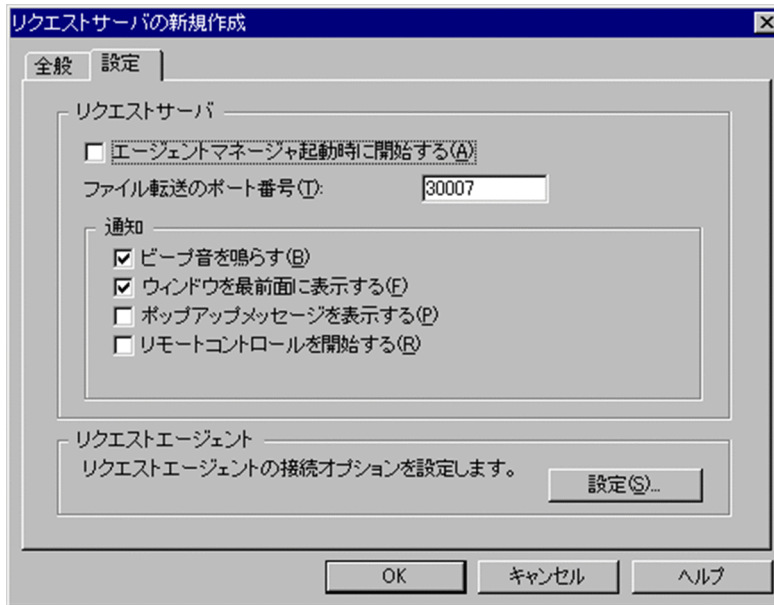 リクエストサーバの新規作成
全般 設定
リクエストサーバ
エージェントマネージャ起動時に開始する(A)
ファイル転送のポート番号(T): 30007
通知
ビープ音を鳴らす(B)
ウィンドウを最前面に表示する(F)
ポップアップメッセージを表示する(P)
リモートコントロールを開始する(R)
リクエストエージェント
リクエストエージェントの接続オプションを設定します。
設定(S)...
OK キャンセル ヘルプ